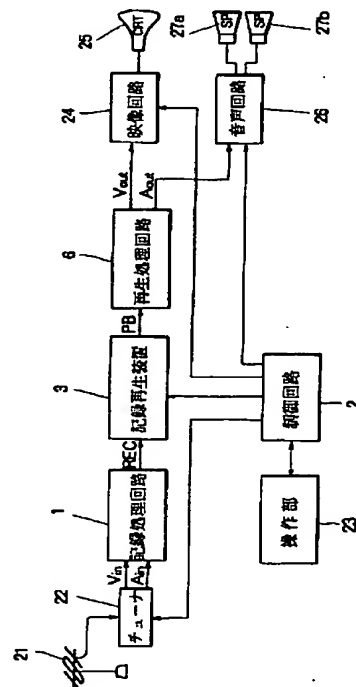 21
22
チューナ
Vin
Ain
1
記録処理回路
REC
3
記録再生装置
PB
6
再生処理回路
Vout
Aout
24
映像回路
25
CRT
26
音声回路
27a
SP
27b
SP
2
制御回路
23
操作部